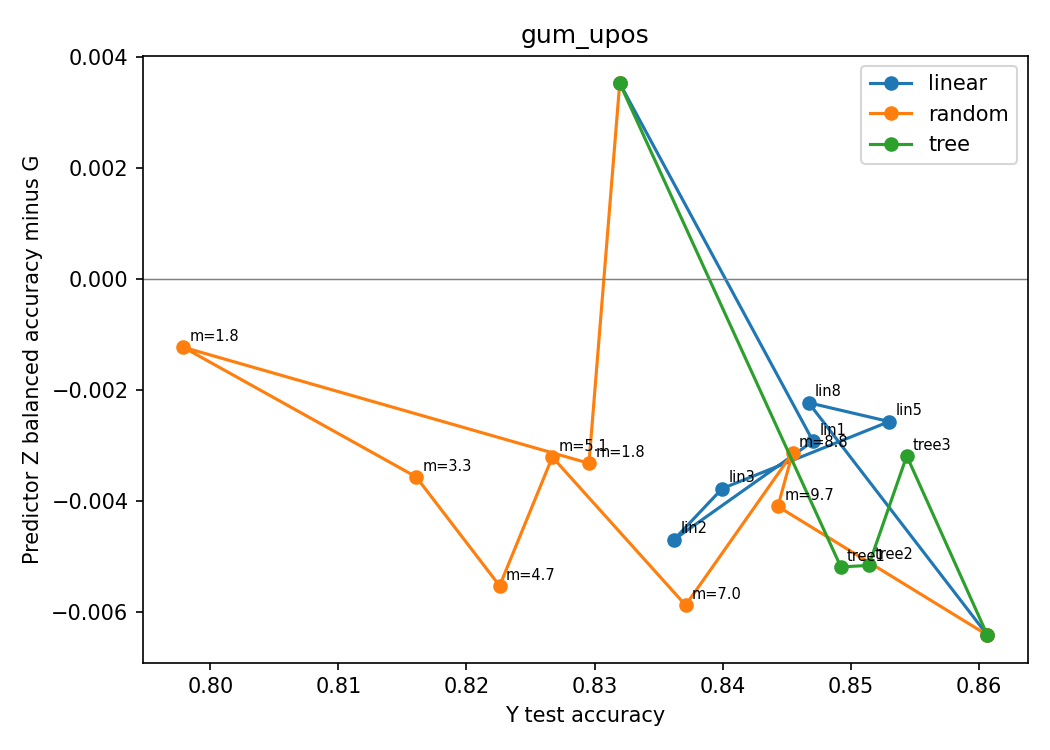 gum_upos
0.004
0.002
0.000
−0.002
−0.004
−0.006
Predictor Z balanced accuracy minus G
linear
random
tree
m=1.8
m=3.3
m=4.7
m=5.1
m=1.8
m=7.0
m=9.7
m=8.8
lin1
lin2
lin3
lin5
lin8
tree1
tree2
tree3
0.80 0.81 0.82 0.83 0.84 0.85 0.86
Y test accuracy